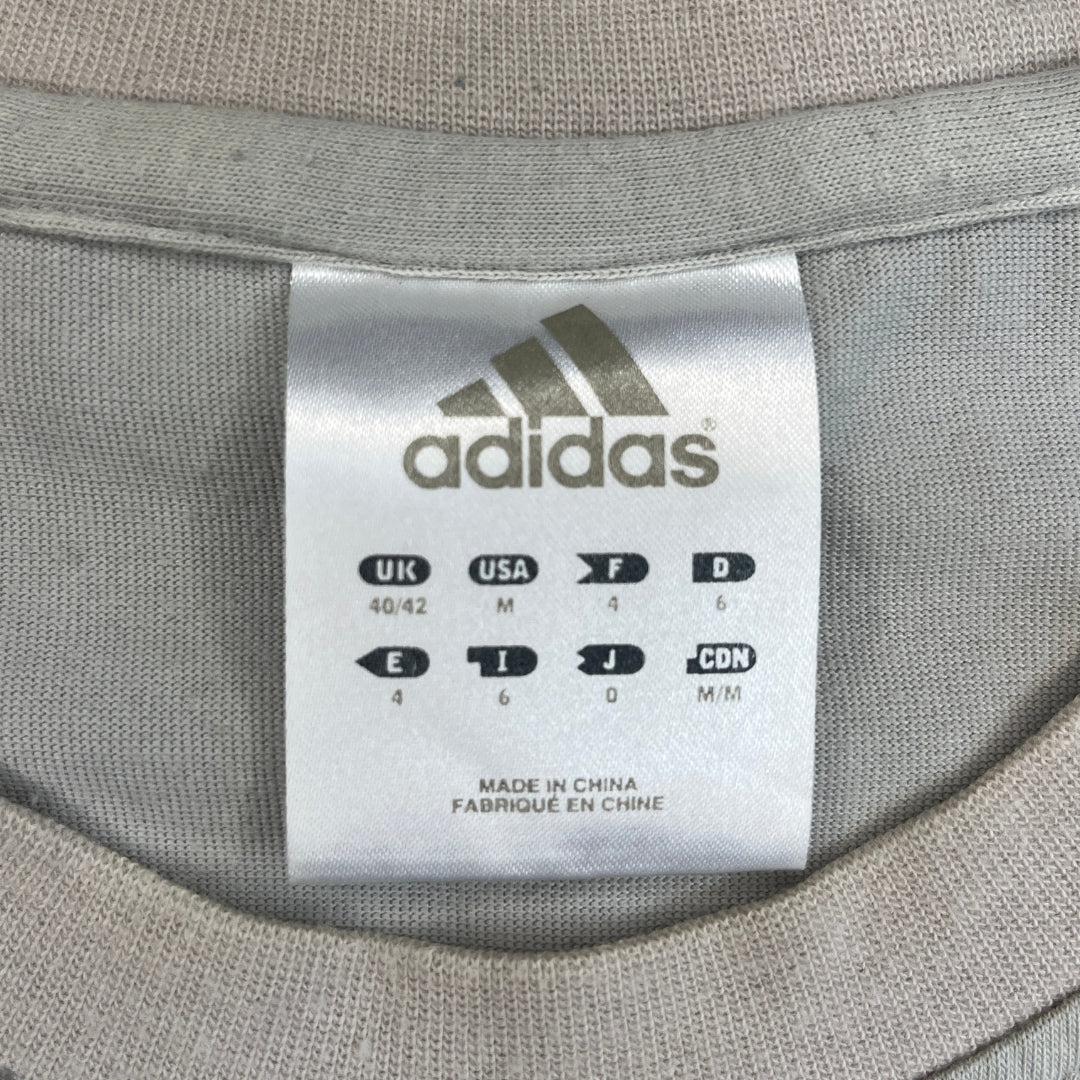 adidas®
UK USA F D
40/42 M 4 6
E I J CDN
4 6 O M/M
MADE IN CHINA
FABRIQUÉ EN CHINE